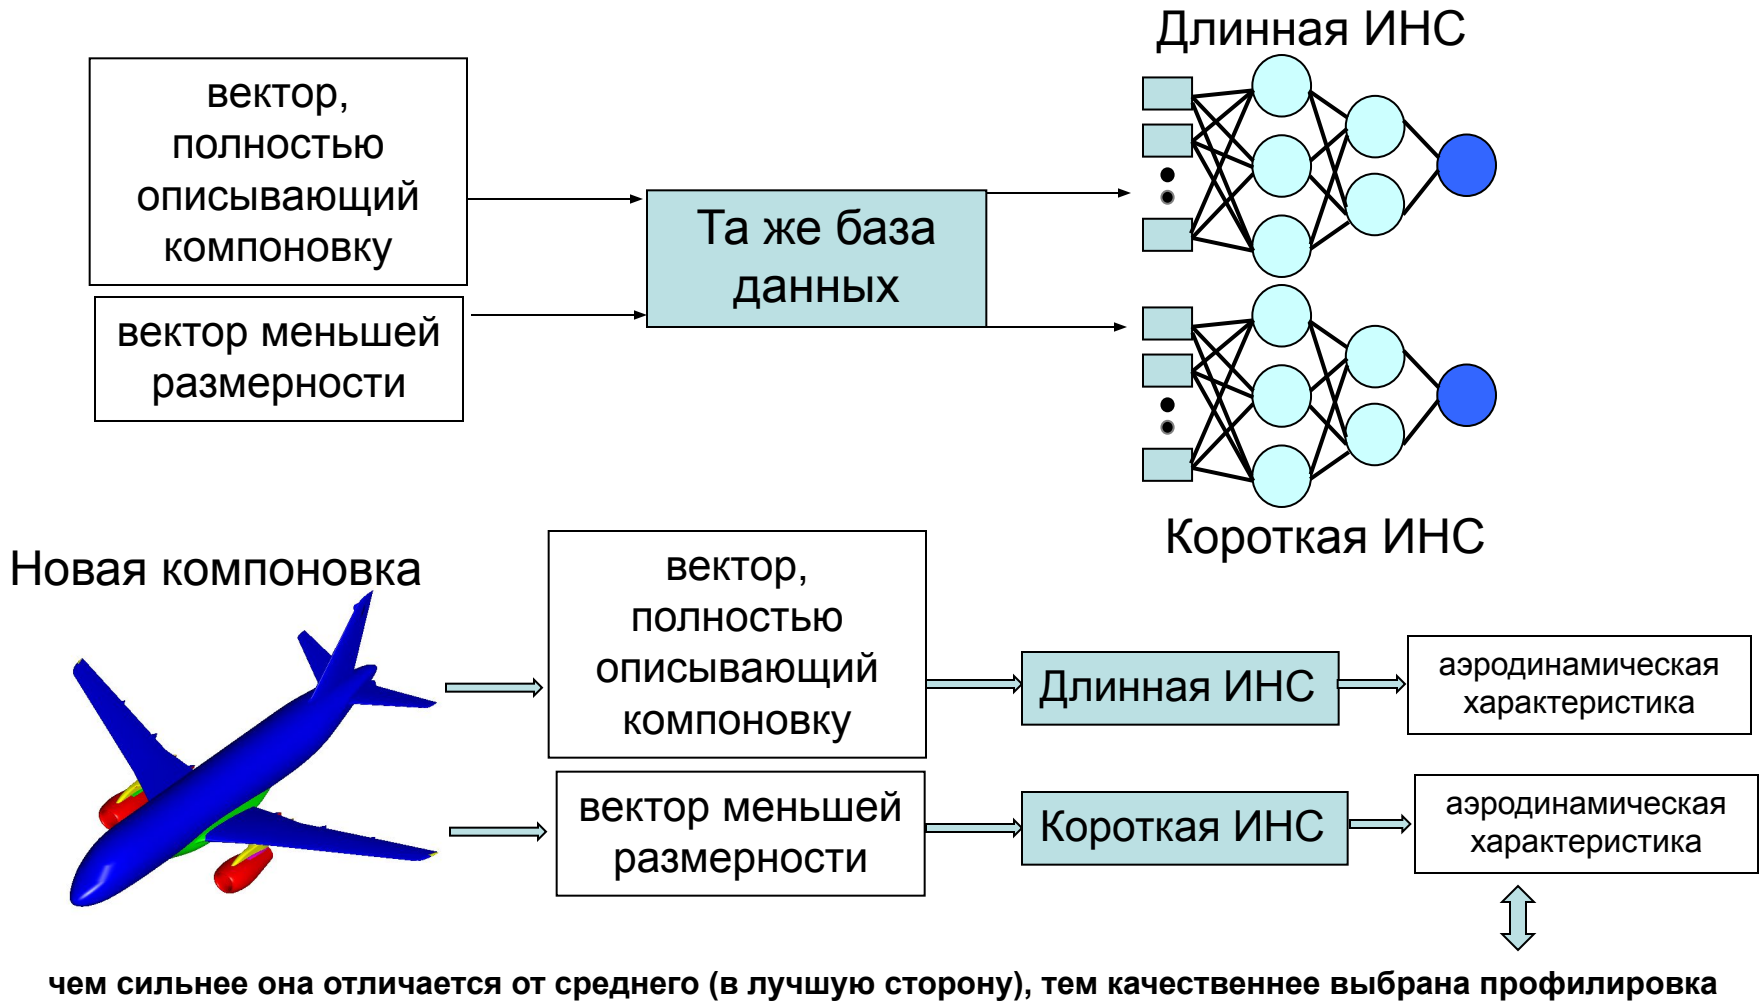 Длинная ИНС
вектор,
полностью
описывающий
компоновку
вектор меньшей
размерности
Та же база
данных
Короткая ИНС
Новая компоновка
вектор,
полностью
описывающий
компоновку
Длинная ИНС
аэродинамическая
характеристика
вектор меньшей
размерности
Короткая ИНС
аэродинамическая
характеристика
чем сильнее она отличается от среднего (в лучшую сторону), тем качественнее выбрана профилировка